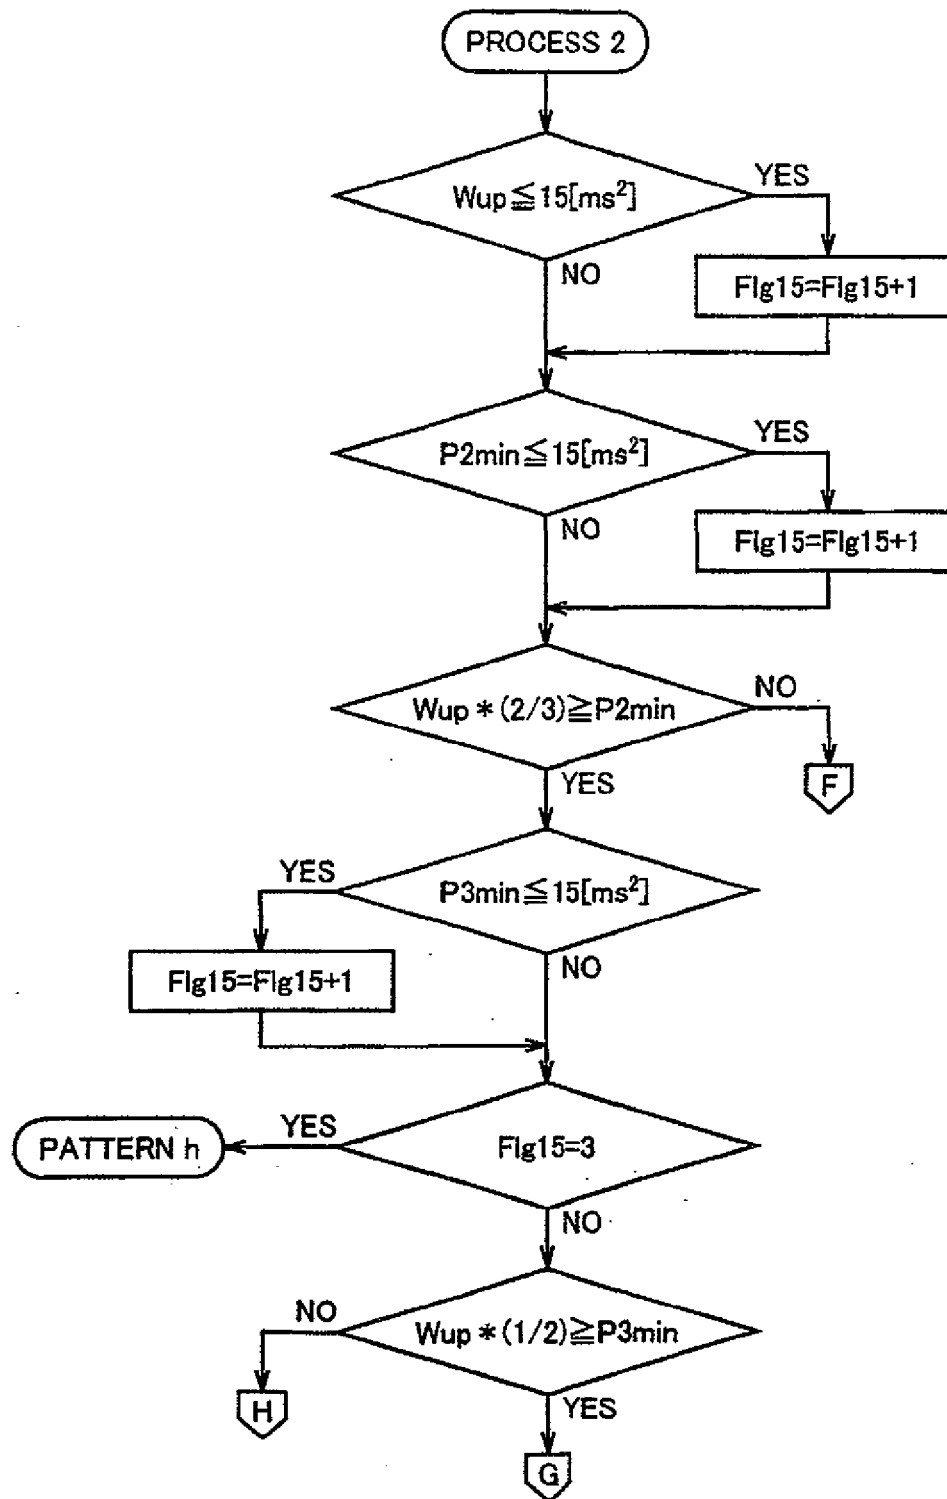 PROCESS 2
Wup≦15[ms²]
YES
NO
Flg15=Flg15+1
P2min≦15[ms²]
YES
NO
Flg15=Flg15+1
Wup*(2/3)≧P2min
NO
YES
F
YES
P3min≦15[ms²]
NO
Flg15=Flg15+1
PATTERN h
YES
Flg15=3
NO
NO
Wup*(1/2)≧P3min
H
YES
G